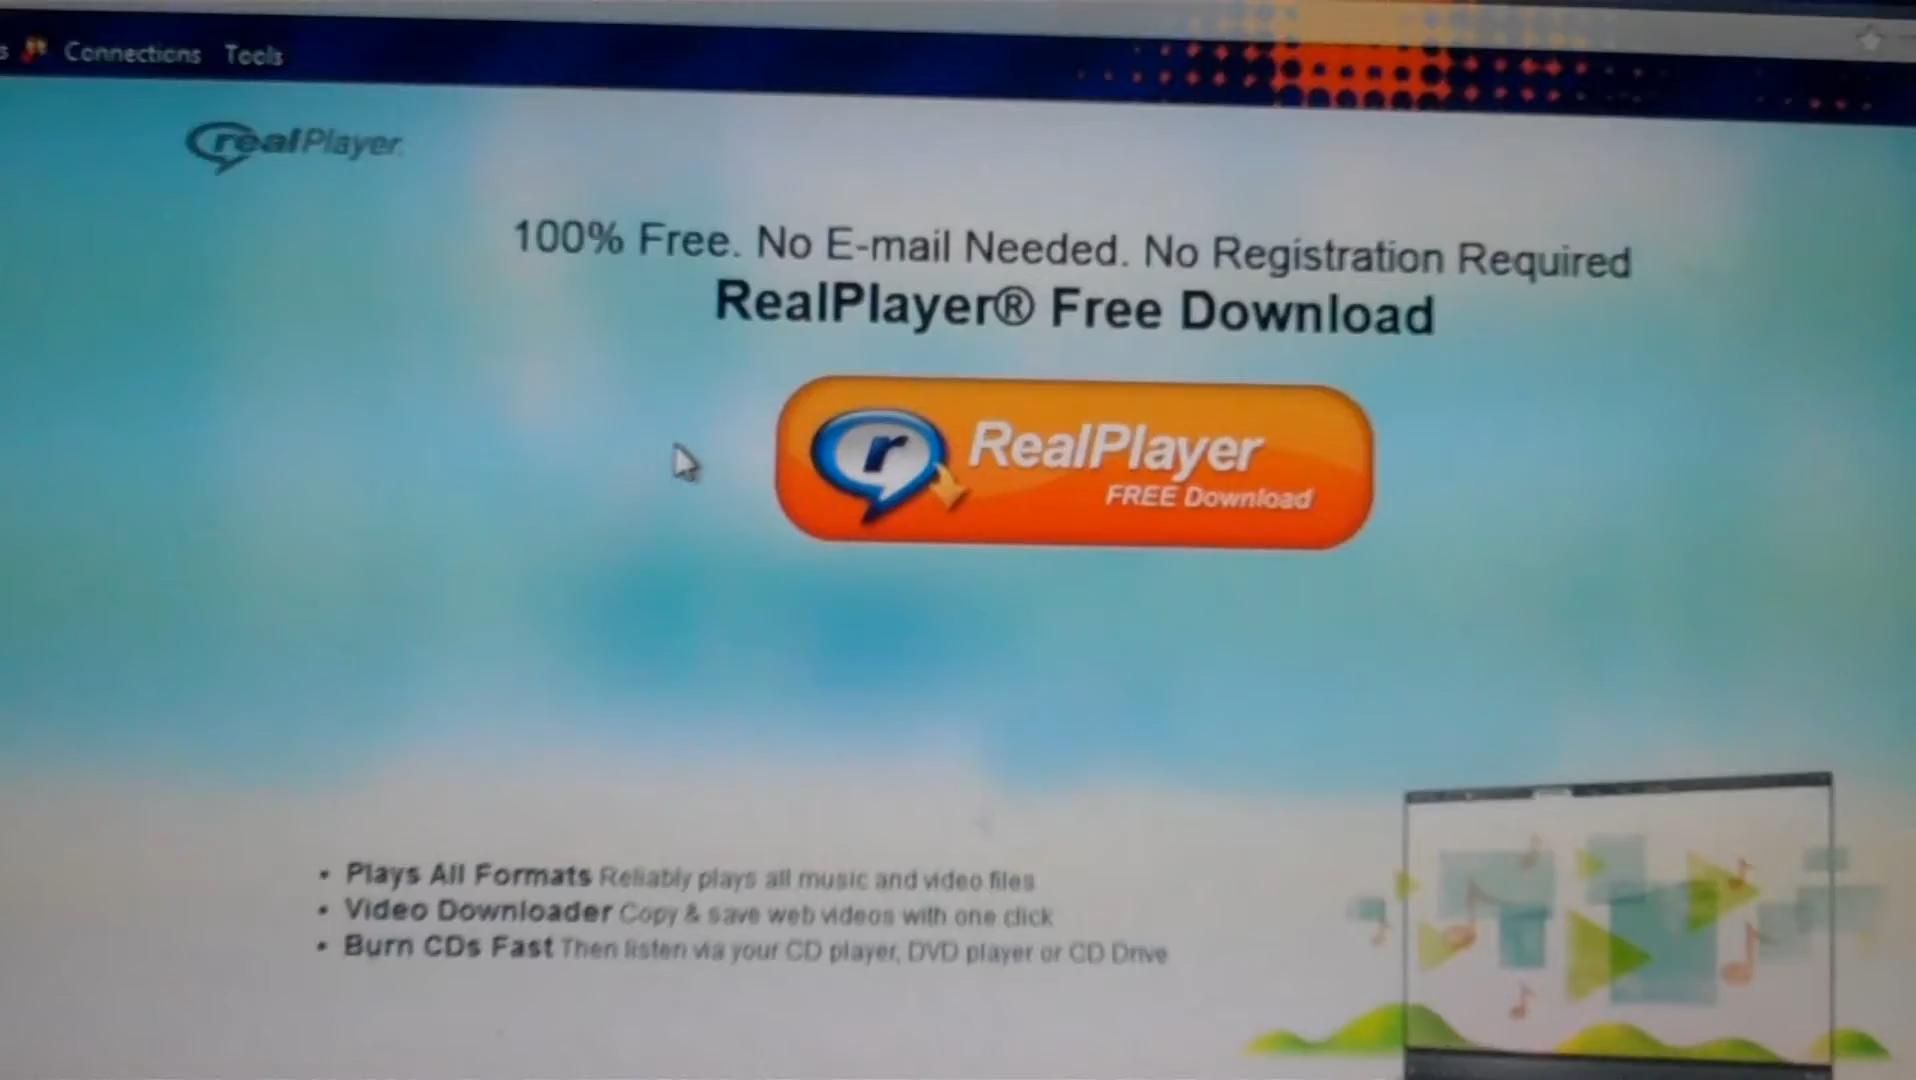 Connections Tools
realPlayer.
100% Free. No E-mail Needed. No Registration Required
RealPlayer® Free Download
r RealPlayer
FREE Download
• Plays All Formats Reliably plays all music and video files
• Video Downloader Copy & save web videos with one click
• Burn CDs Fast Then listen via your CD player, DVD player or CD Drive